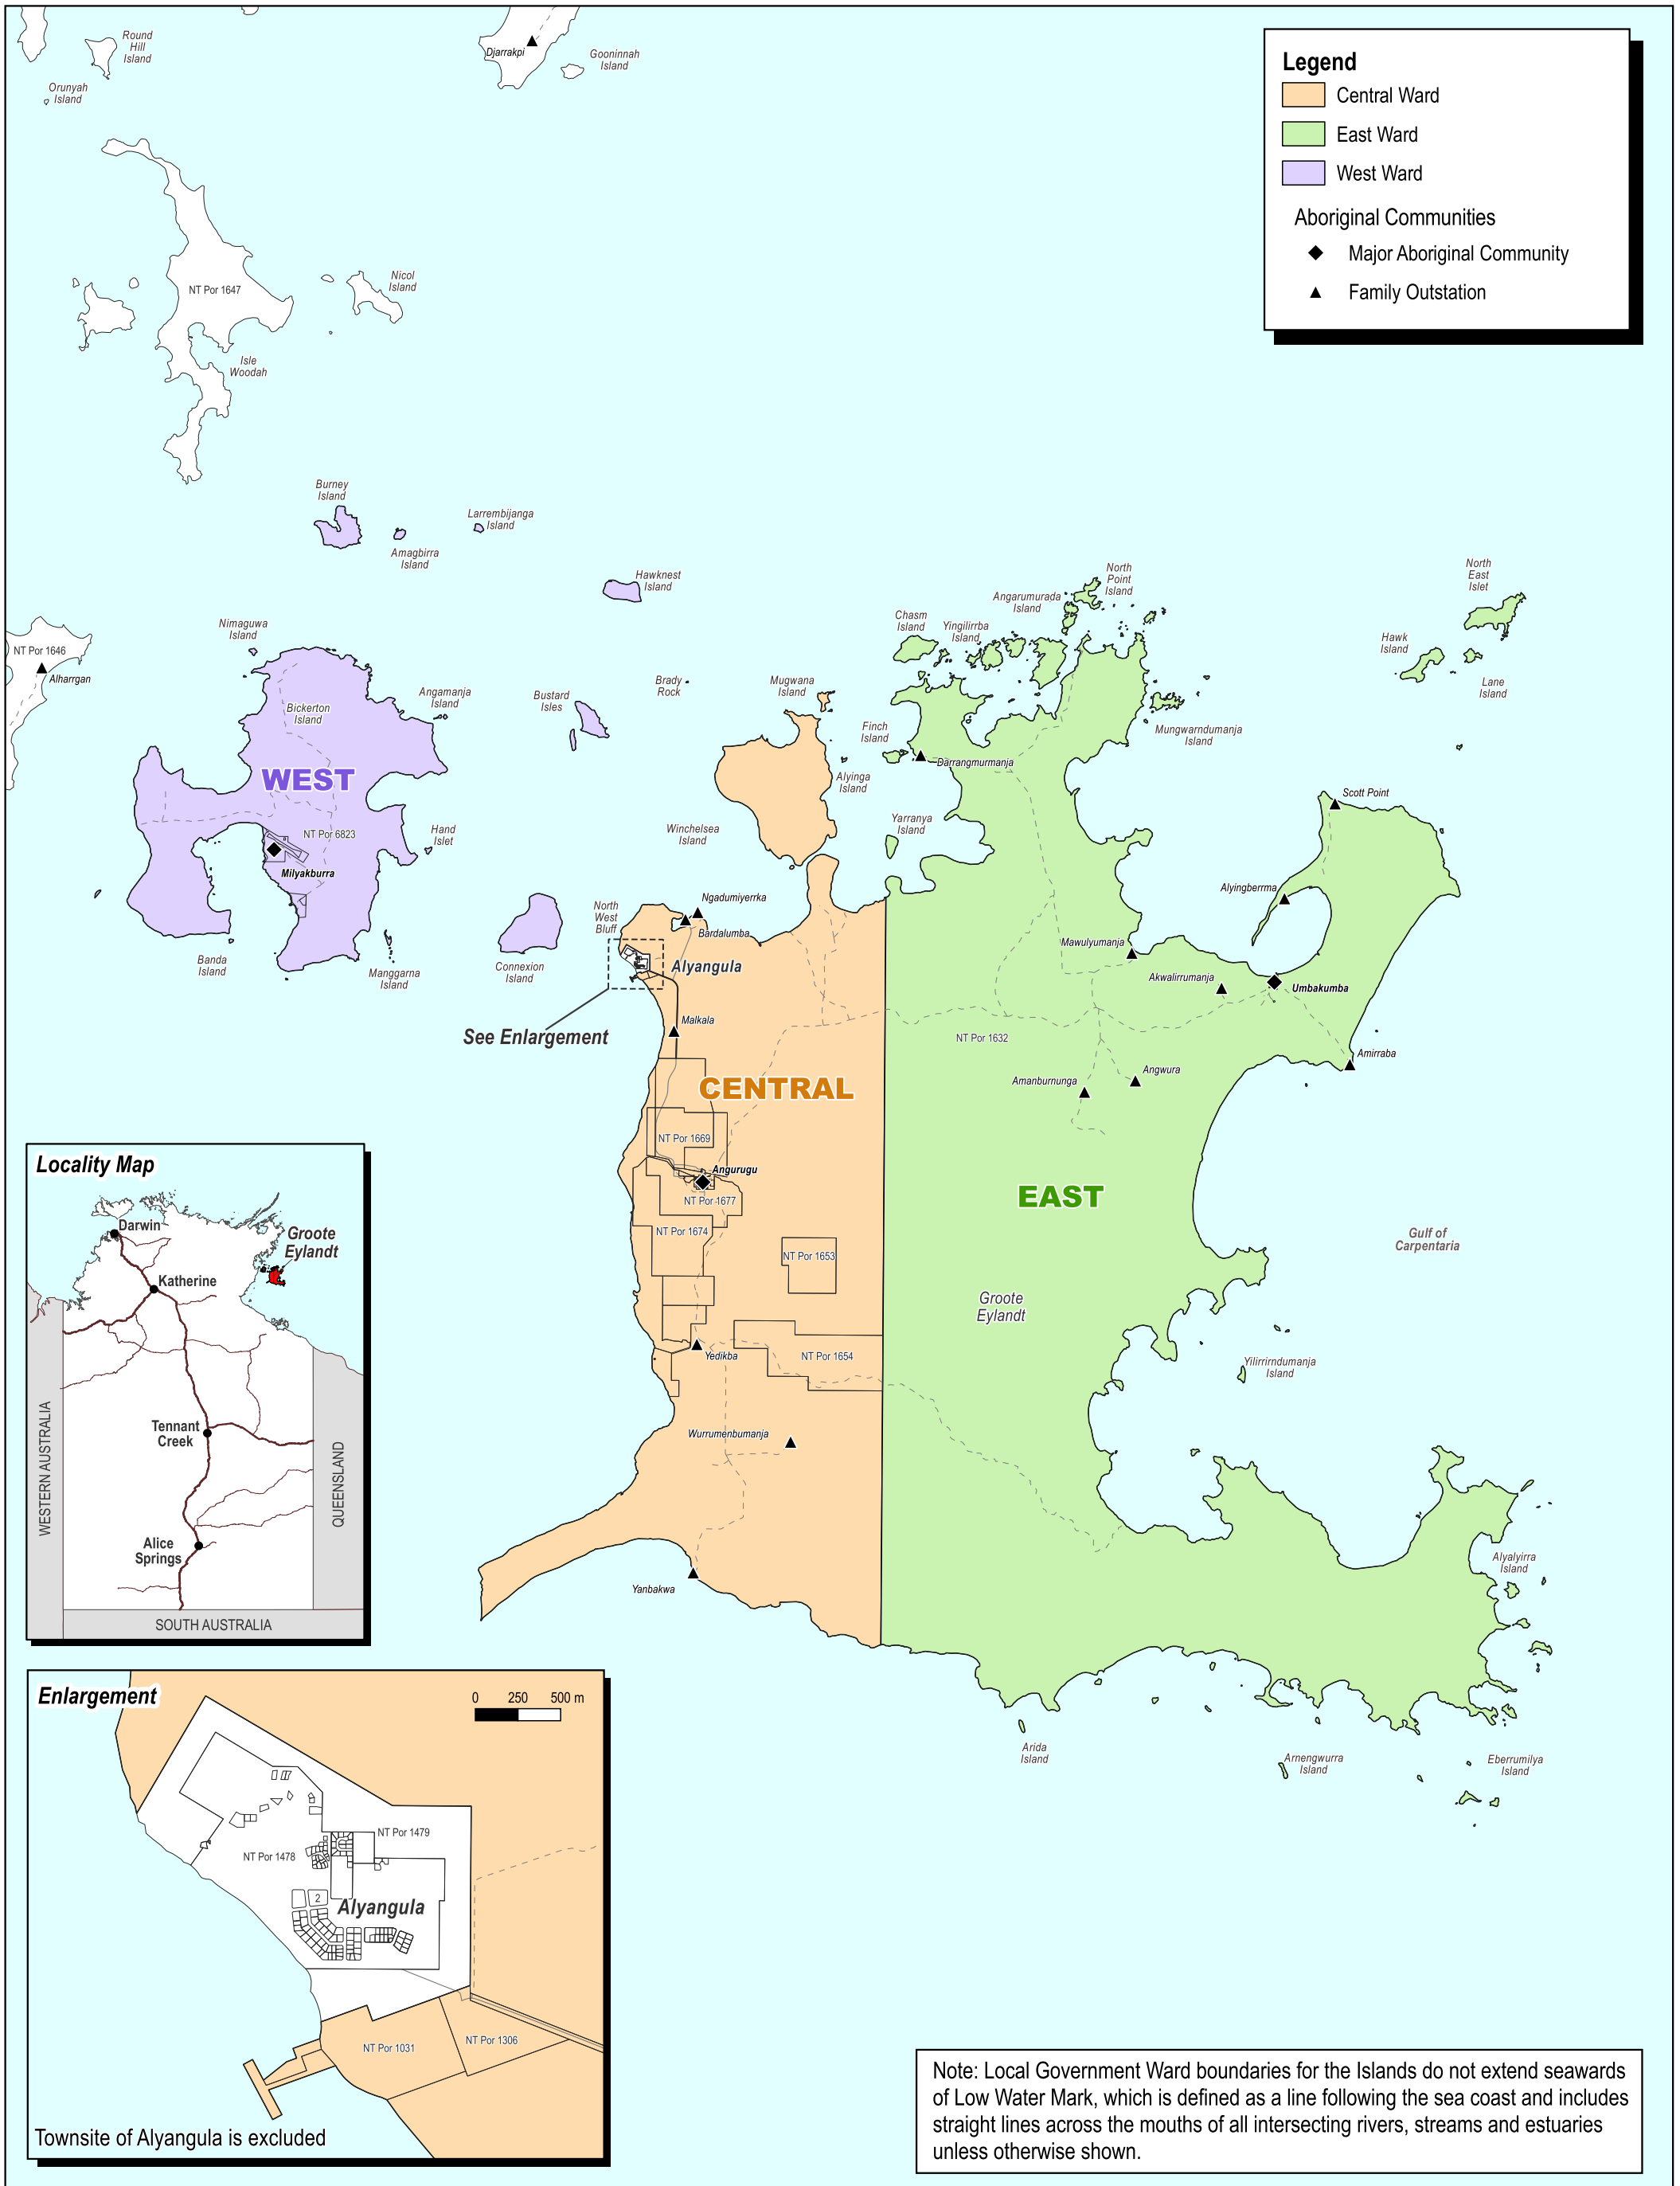 Round
Hill
Island
Orunyah
Island
Djarrakpi
Gooninnah
Island
Legend
Central Ward
East Ward
West Ward
Aboriginal Communities
Major Aboriginal Community
Family Outstation
NT Por 1647
Nicol
Island
Isle
Woodah
Burney
Island
Amagbirra
Island
Larrembijanga
Island
Hawknest
Island
North
Point
Island
Angarumurada
Island
Chasm
Island
Yingilirrba
Island
North
East
Islet
Hawk
Island
Lane
Island
Nimaguwa
Island
NT Por 1646
Alharrgan
Bickerton
Island
Angamanja
Island
Bustard
Isles
Brady
Rock
Mugwana
Island
Finch
Island
Mungwarndumanja
Island
Darrangmurmanja
WEST
Alyinga
Island
Scott Point
NT Por 6823
Hand
Islet
Winchelsea
Island
Yarranya
Island
Milyakburra
Alyingberrma
North
West
Bluff
Ngadumiyerrka
Bardalumba
Mawulyumanja
Banda
Island
Manggarna
Island
Connexion
Island
Alyangula
Akwalirrumanja
Umbakumba
See Enlargement
Malkala
NT Por 1632
Amirraba
CENTRAL
Amanburnunga
Angwura
NT Por 1669
Angurugu
NT Por 1677
EAST
NT Por 1674
NT Por 1653
Gulf of
Carpentaria
Groote
Eylandt
Yedikba
NT Por 1654
Yilirrirndumanja
Island
Wurrumenbumanja
Yanbakwa
Alyalyirra
Island
Arida
Island
Arnengwurra
Island
Eberrumilya
Island
Locality Map
Darwin
Groote
Eylandt
Katherine
Tennant
Creek
Alice
Springs
WESTERN AUSTRALIA
QUEENSLAND
SOUTH AUSTRALIA
Enlargement
0 250 500 m
NT Por 1479
NT Por 1478
2
Alyangula
NT Por 1031
NT Por 1306
Townsite of Alyangula is excluded
Note: Local Government Ward boundaries for the Islands do not extend seawards
of Low Water Mark, which is defined as a line following the sea coast and includes
straight lines across the mouths of all intersecting rivers, streams and estuaries
unless otherwise shown.